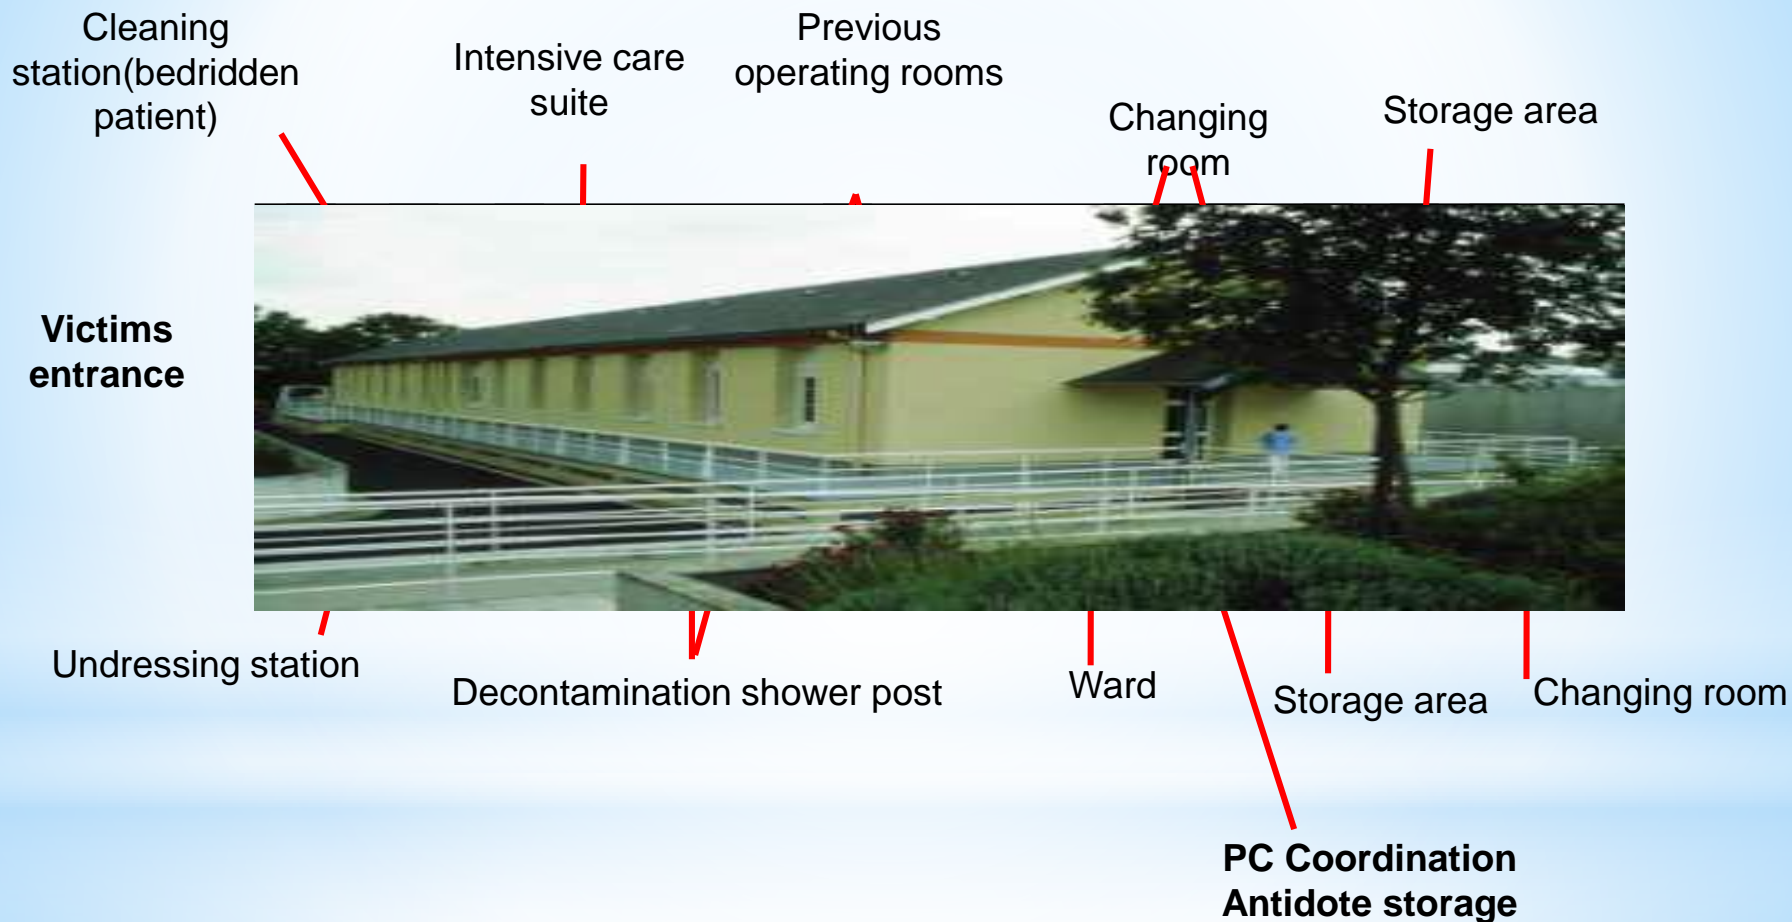 Cleaning
station(bedridden
patient)
Intensive care
suite
Previous
operating rooms
Changing
room
Storage area
Victims
entrance
Undressing station
Decontamination shower post
Ward
Storage area
Changing room
PC Coordination
Antidote storage